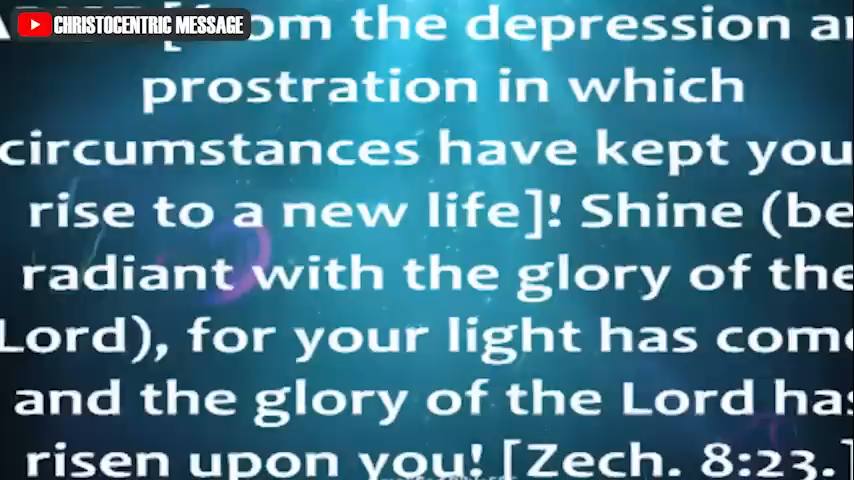 CHRISTOCENTRIC MESSAGE
[from the depression
prostration in which
circumstances have kept you
rise to a new life]! Shine (be
radiant with the glory of the
Lord), for your light has come
and the glory of the Lord has
risen upon you! [Zech. 8:23.]